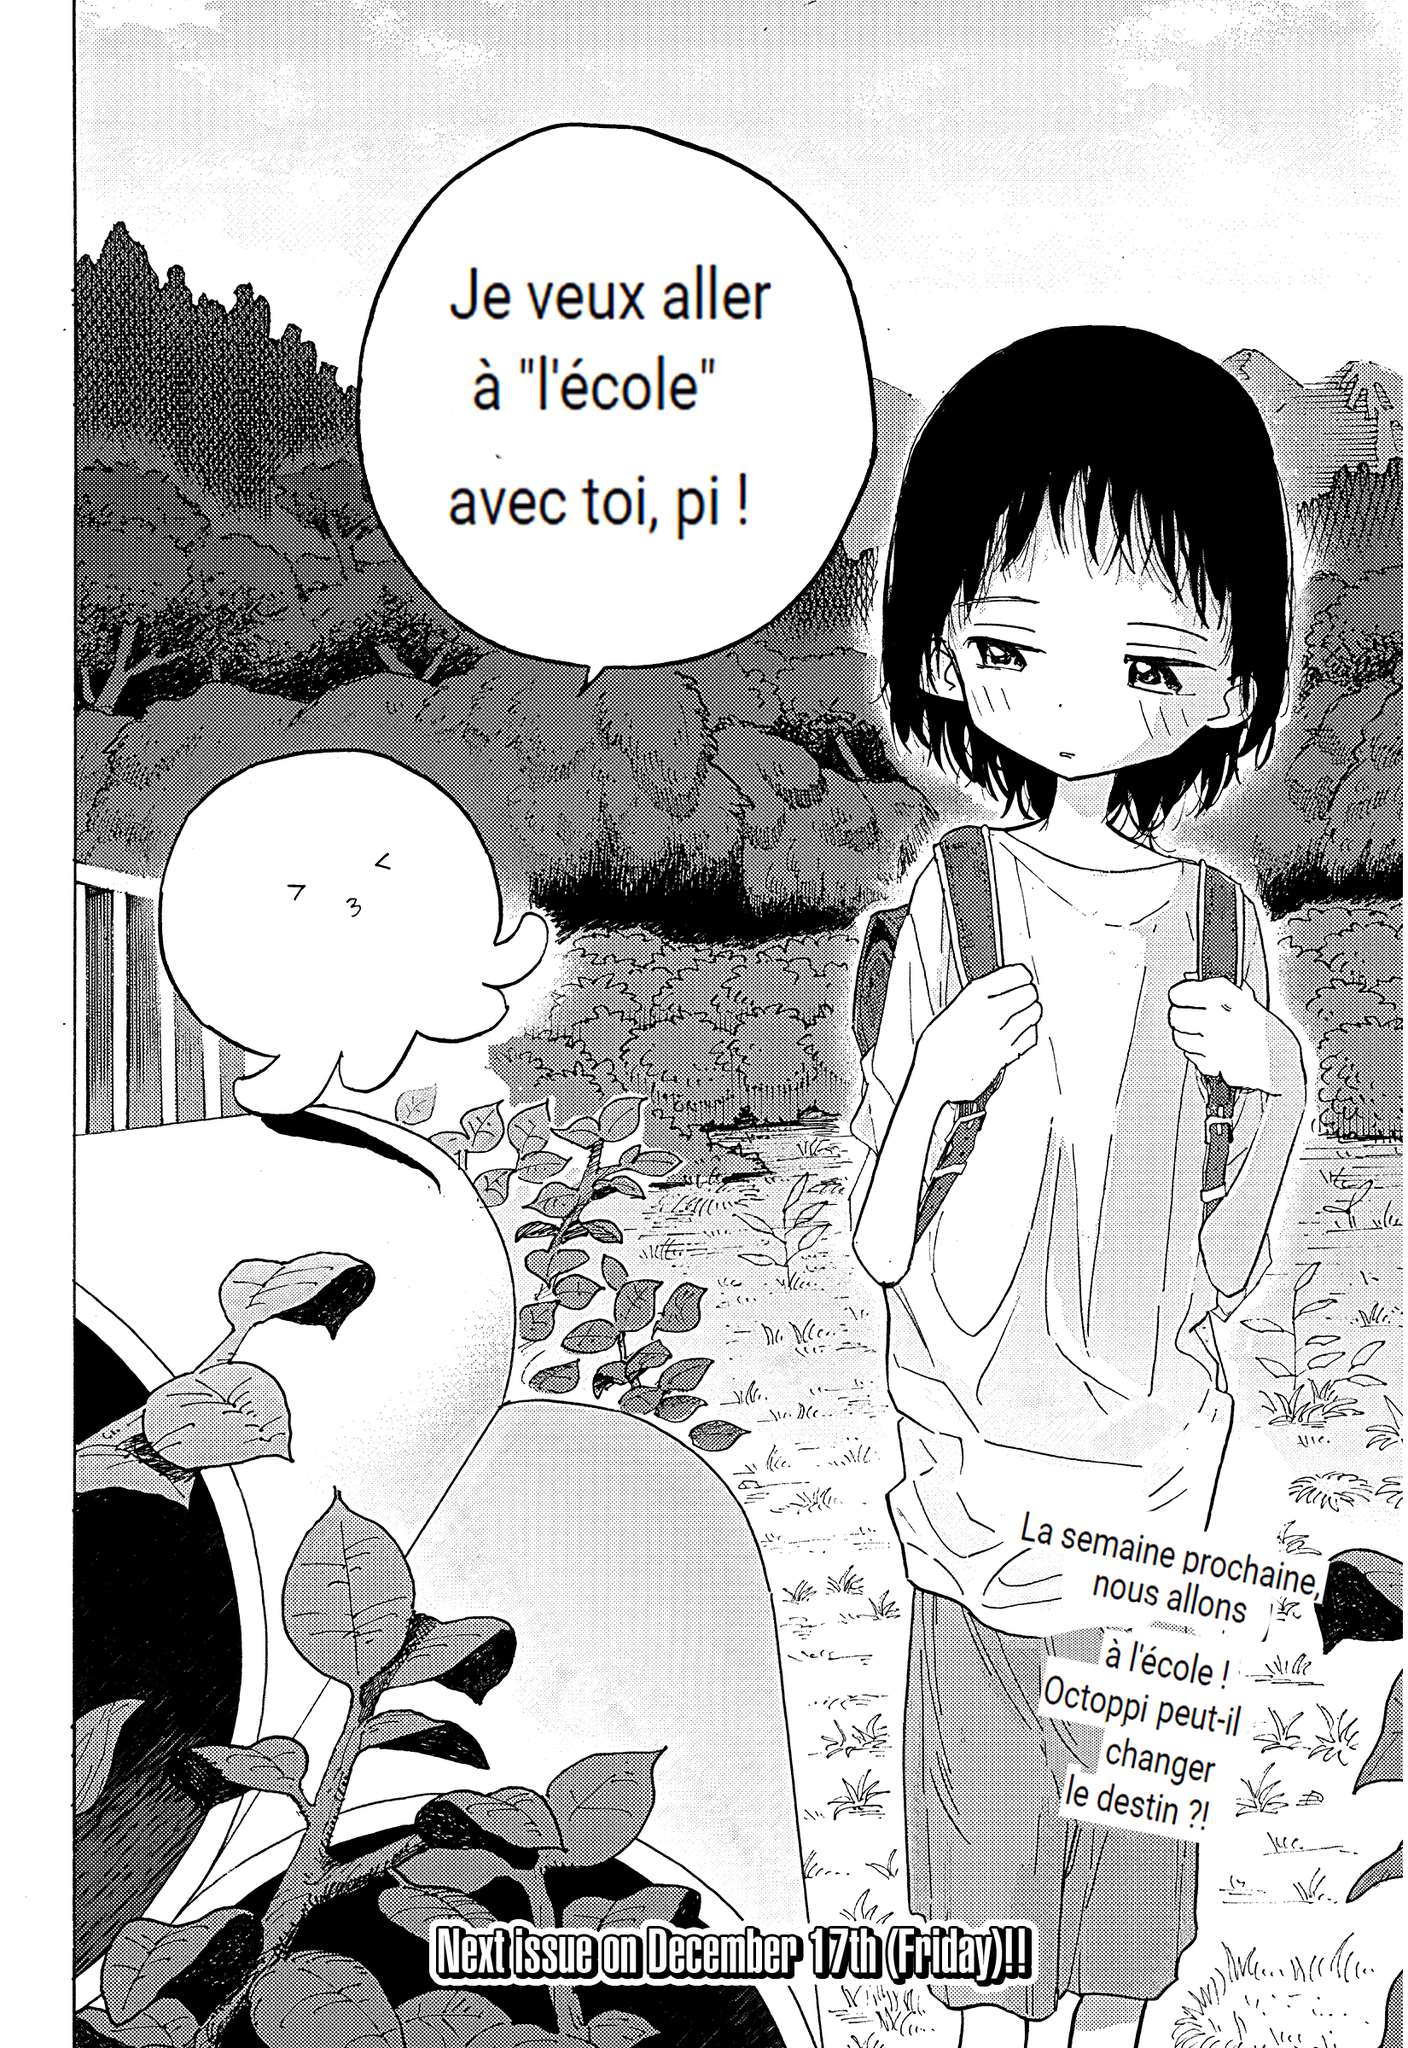 Je veux aller
à "l'école"
avec toi, pi !
La semaine prochaine,
nous allons
à l'école !
Octoppi peut-il
changer
le destin ?!
Next issue on December 17th (Friday)!!